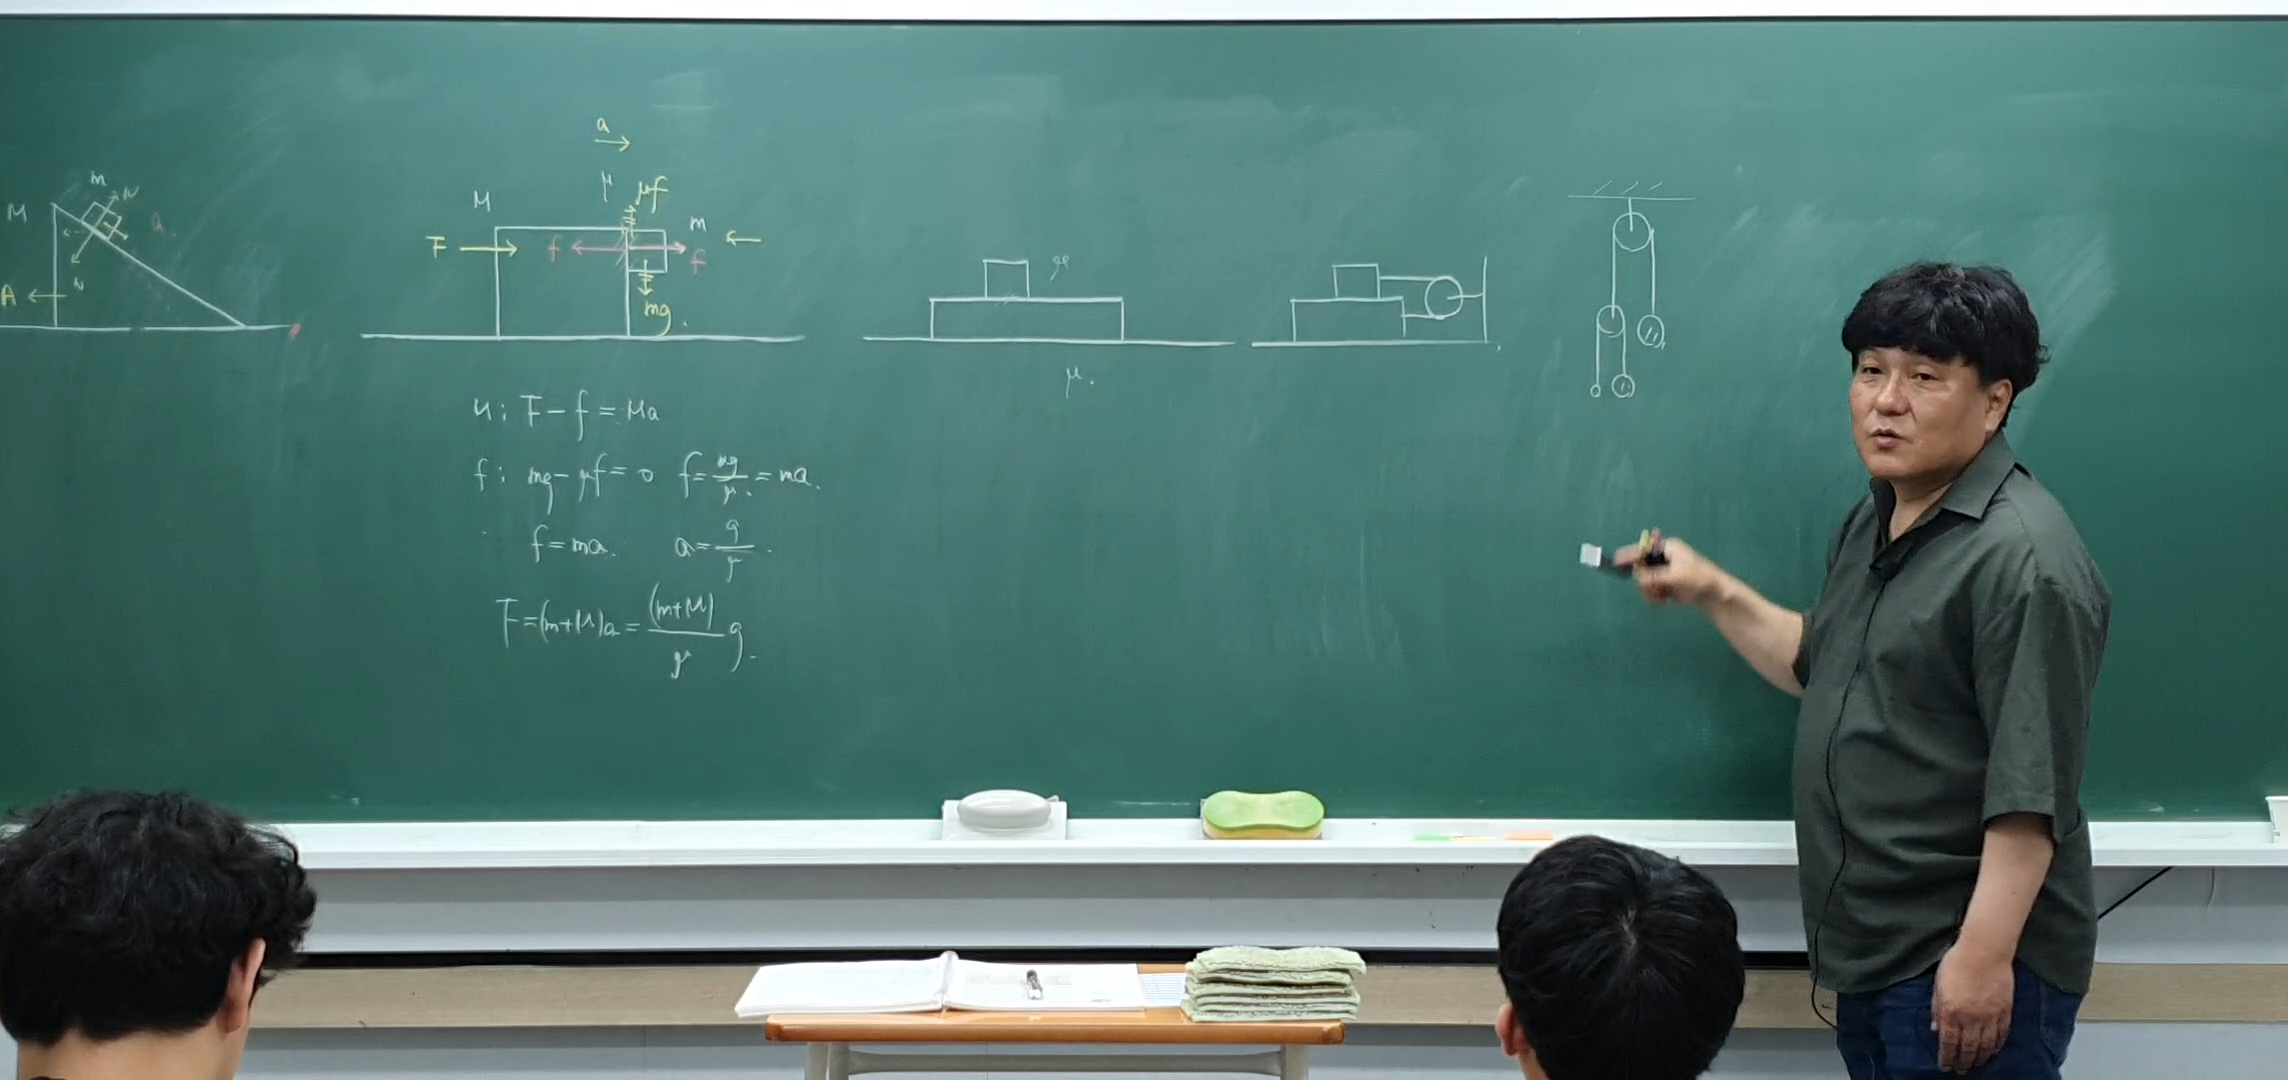 m
N
M
a
N
A
a
μ
μf
M
m
F
f
f
mg.
μ
μ.
M: F - f = Ma
f: mg - μf = 0 f = mg/μ = ma.
f = ma. a = g/μ.
F = (m+M)a = (m+M)/μ g.